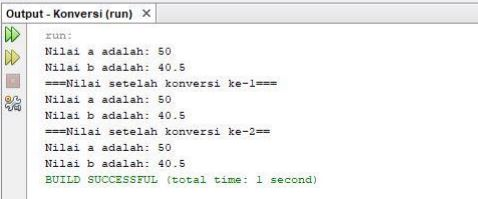 Output - Konversi (run) ×
run:
Nilai a adalah: 50
Nilai b adalah: 40.5
===Nilai setelah konversi ke-1===
Nilai a adalah: 50
Nilai b adalah: 40.5
===Nilai setelah konversi ke-2==
Nilai a adalah: 50
Nilai b adalah: 40.5
BUILD SUCCESSFUL (total time: 1 second)